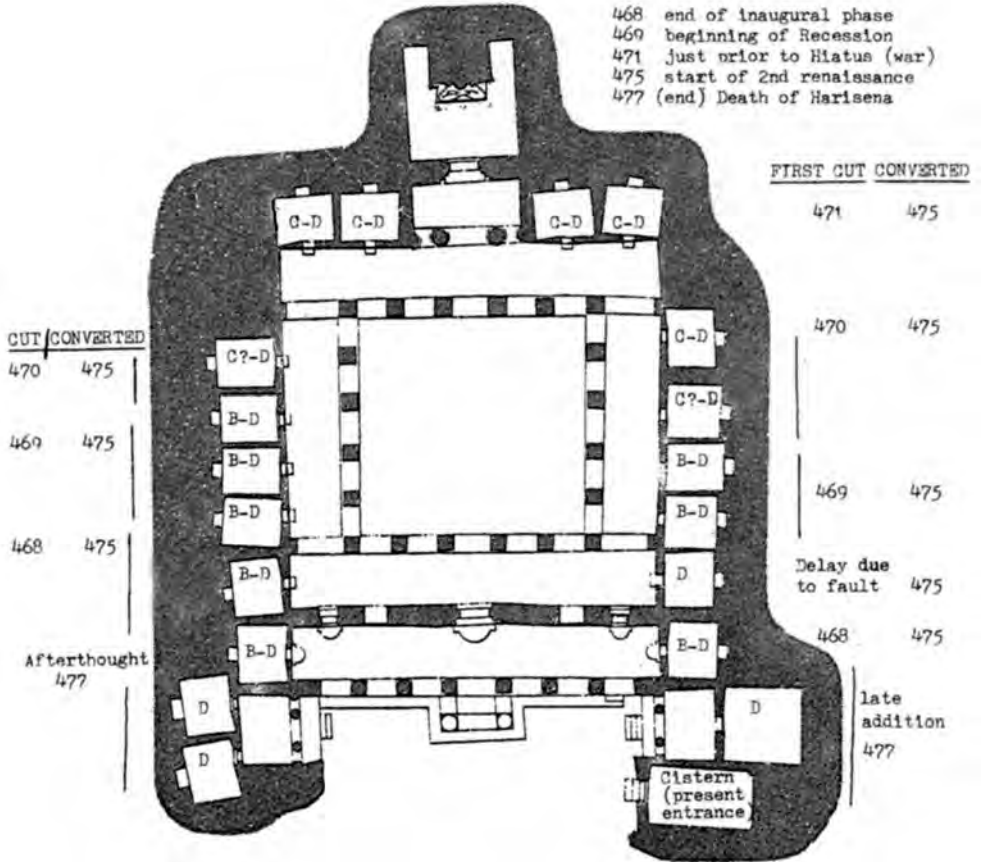 468 end of inaugural phase
469 beginning of Recession
471 just prior to Hiatus (war)
475 start of 2nd renaissance
477 (end) Death of Harisena
FIRST CUT CONVERTED
471 475
C-D C-D C-D C-D
470 475
C-D
CUT/CONVERTED
470 475
C?-D
C?-D
B-D
469 475
B-D
B-D
469 475
B-D
B-D
468 475
B-D
D
Delay due
to fault 475
468 475
B-D
B-D
Afterthought
477
D
D
late
addition
477
D
Cistern
(present
entrance)